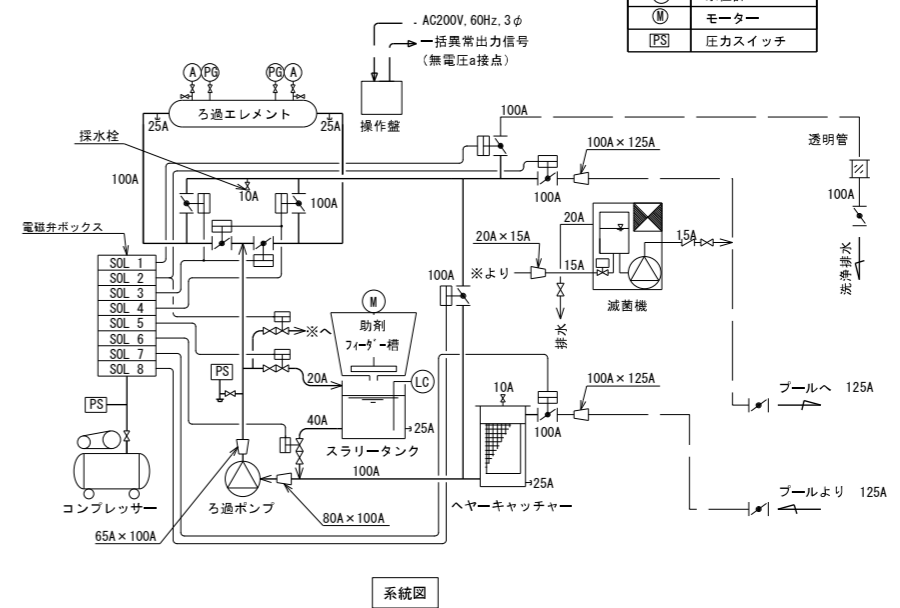 AC200V, 60Hz, 3φ
一括異常出力信号
(無電圧a接点)
操作盤
M
モーター
PS
圧力スイッチ
A
PG
PG
A
ろ過エレメント
25A
25A
採水栓
100A
10A
100A
100A
100A×125A
100A
透明管
100A
洗浄排水
電磁弁ボックス
SOL 1
SOL 2
SOL 3
SOL 4
SOL 5
SOL 6
SOL 7
SOL 8
20A×15A
※より
15A
20A
15A
滅菌機
排水
100A
M
助剤
フィーダー槽
※へ
LC
20A
40A
25A
スラリータンク
PS
PS
コンプレッサー
ろ過ポンプ
65A×100A
80A×100A
100A
10A
25A
ヘヤーキャッチャー
100A
100A×125A
プールへ 125A
プールより 125A
系統図